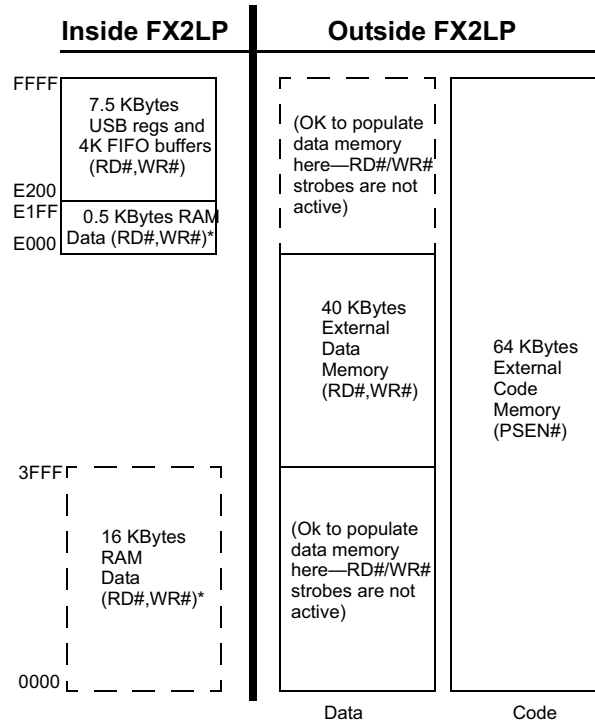 Inside FX2LP
Outside FX2LP
FFFF
7.5 KBytes
USB regs and
4K FIFO buffers
(RD#,WR#)
E200
E1FF
0.5 KBytes RAM
Data (RD#,WR#)*
E000
(OK to populate
data memory
here—RD#/WR#
strobes are not
active)
40 KBytes
External
Data
Memory
(RD#,WR#)
64 KBytes
External
Code
Memory
(PSEN#)
3FFF
16 KBytes
RAM
Data
(RD#,WR#)*
(Ok to populate
data memory
here—RD#/WR#
strobes are not
active)
0000
Data
Code